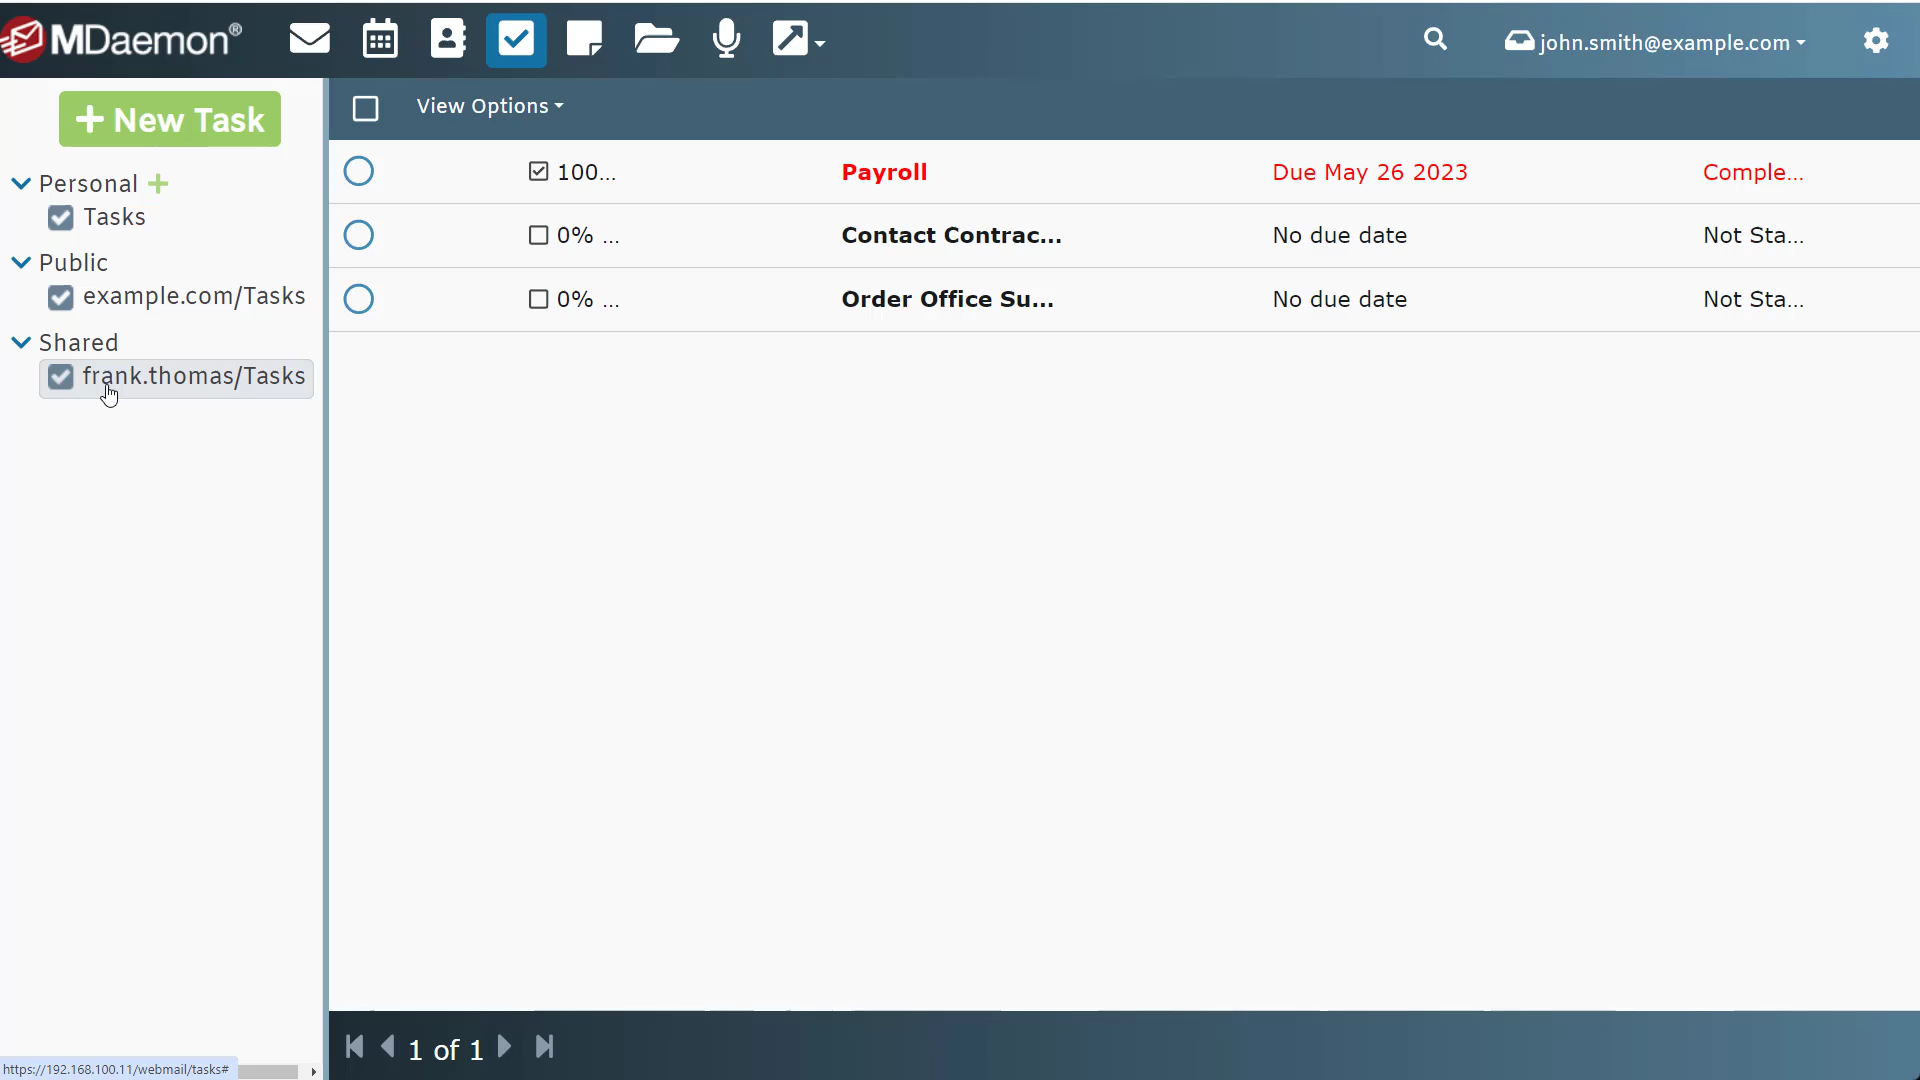 MDaemon®
john.smith@example.com
New Task
View Options
Personal
Tasks
Public
example.com/Tasks
Shared
frank.thomas/Tasks
100... Payroll Due May 26 2023 Comple...
0% ... Contact Contrac... No due date Not Sta...
0% ... Order Office Su... No due date Not Sta...
1 of 1
https://192.168.100.11/webmail/tasks#